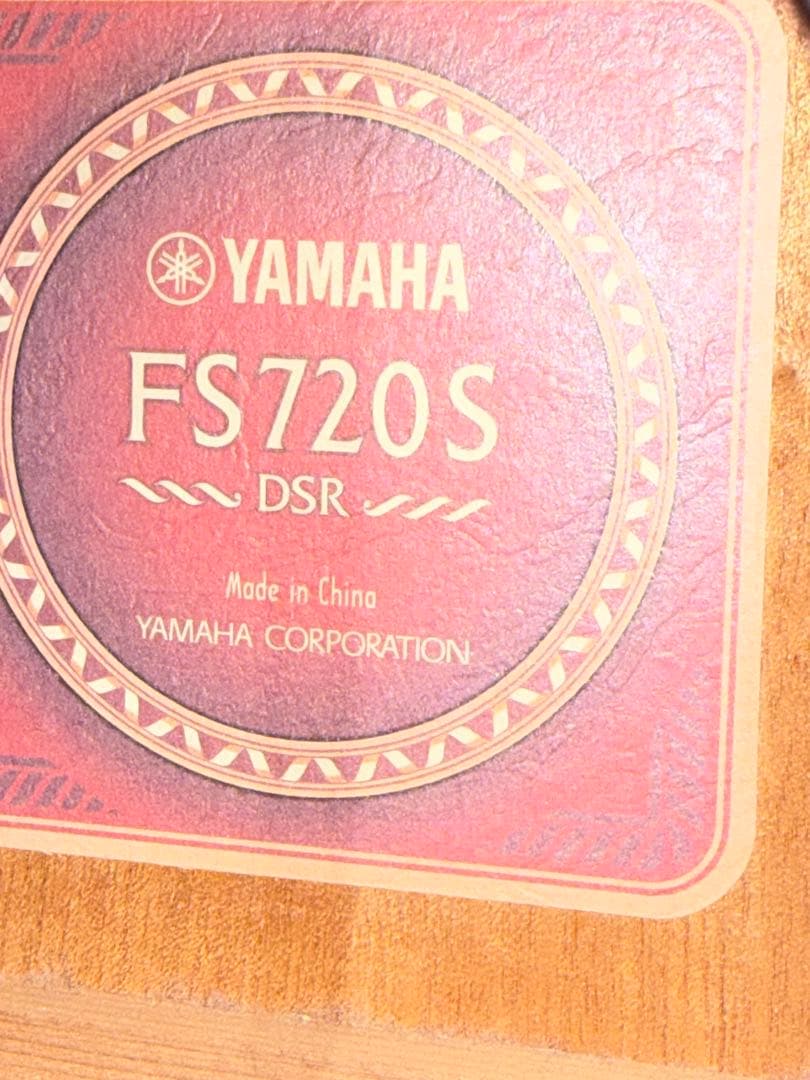 YAMAHA
FS720S
DSR
Made in China
YAMAHA CORPORATION